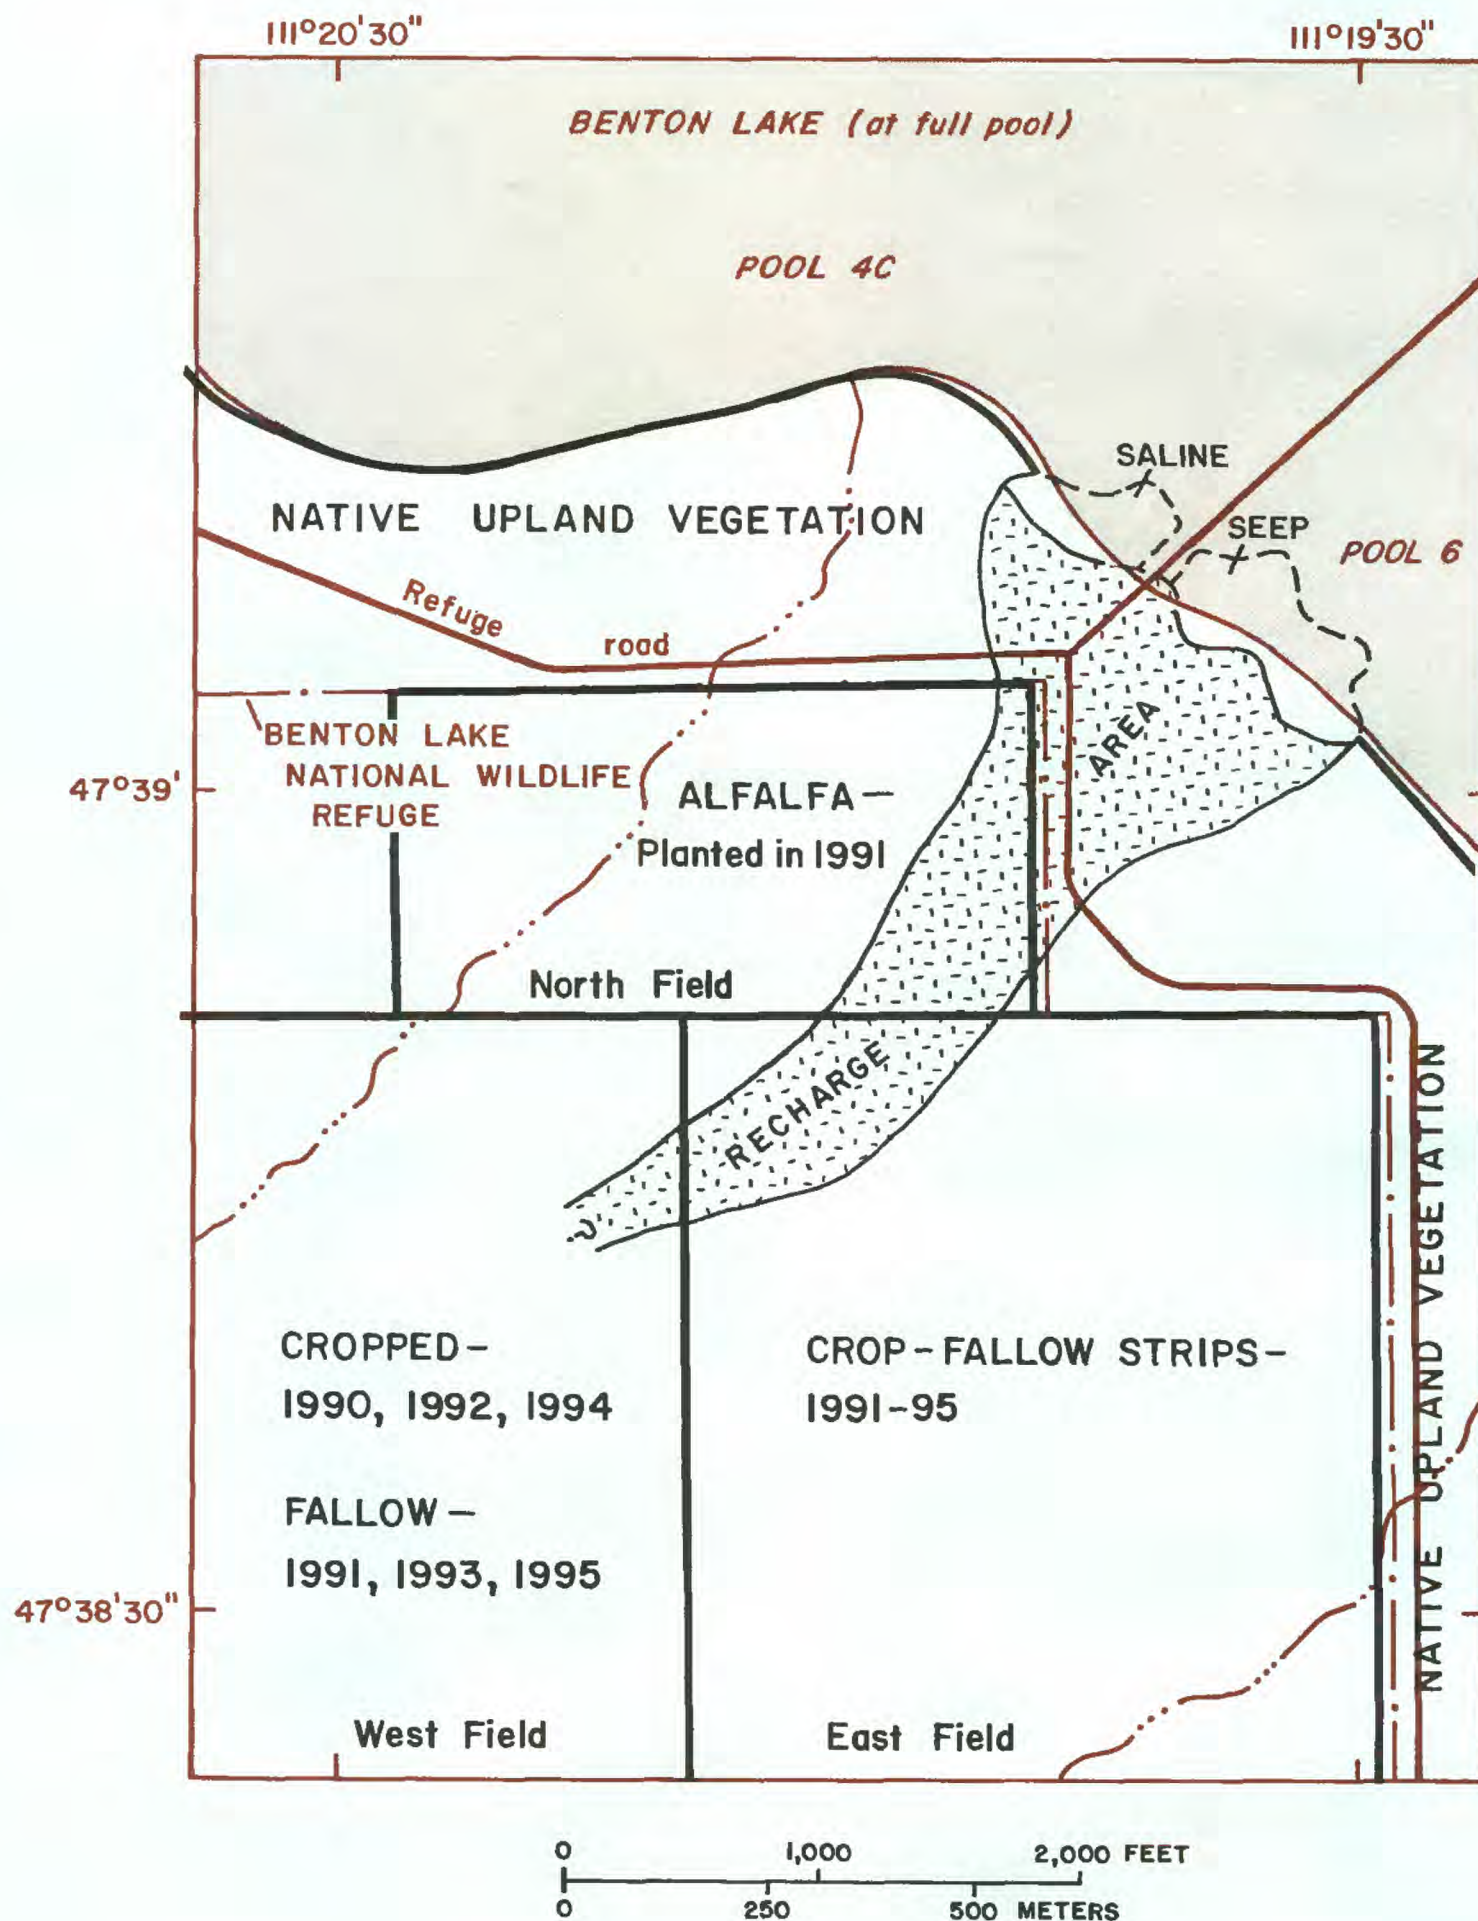 111°20'30"
111°19'30"
BENTON LAKE (at full pool)
POOL 4C
SALINE
SEEP
POOL 6
NATIVE UPLAND VEGETATION
Refuge
road
BENTON LAKE
NATIONAL WILDLIFE
REFUGE
AREA
47°39'
ALFALFA—
Planted in 1991
North Field
RECHARGE
?
NATIVE UPLAND VEGETATION
CROPPED—
1990, 1992, 1994
CROP-FALLOW STRIPS—
1991-95
FALLOW—
1991, 1993, 1995
47°38'30"
West Field
East Field
0 1,000 2,000 FEET
0 250 500 METERS